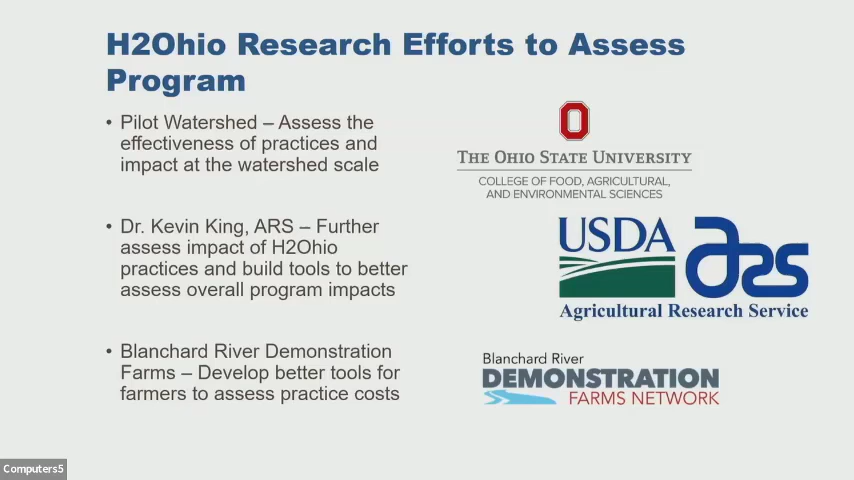 H2Ohio Research Efforts to Assess
Program
• Pilot Watershed – Assess the
effectiveness of practices and
impact at the watershed scale
• Dr. Kevin King, ARS – Further
assess impact of H2Ohio
practices and build tools to better
assess overall program impacts
• Blanchard River Demonstration
Farms – Develop better tools for
farmers to assess practice costs
THE OHIO STATE UNIVERSITY
COLLEGE OF FOOD, AGRICULTURAL,
AND ENVIRONMENTAL SCIENCES
USDA ars
Agricultural Research Service
Blanchard River
DEMONSTRATION
FARMS NETWORK
Computers5